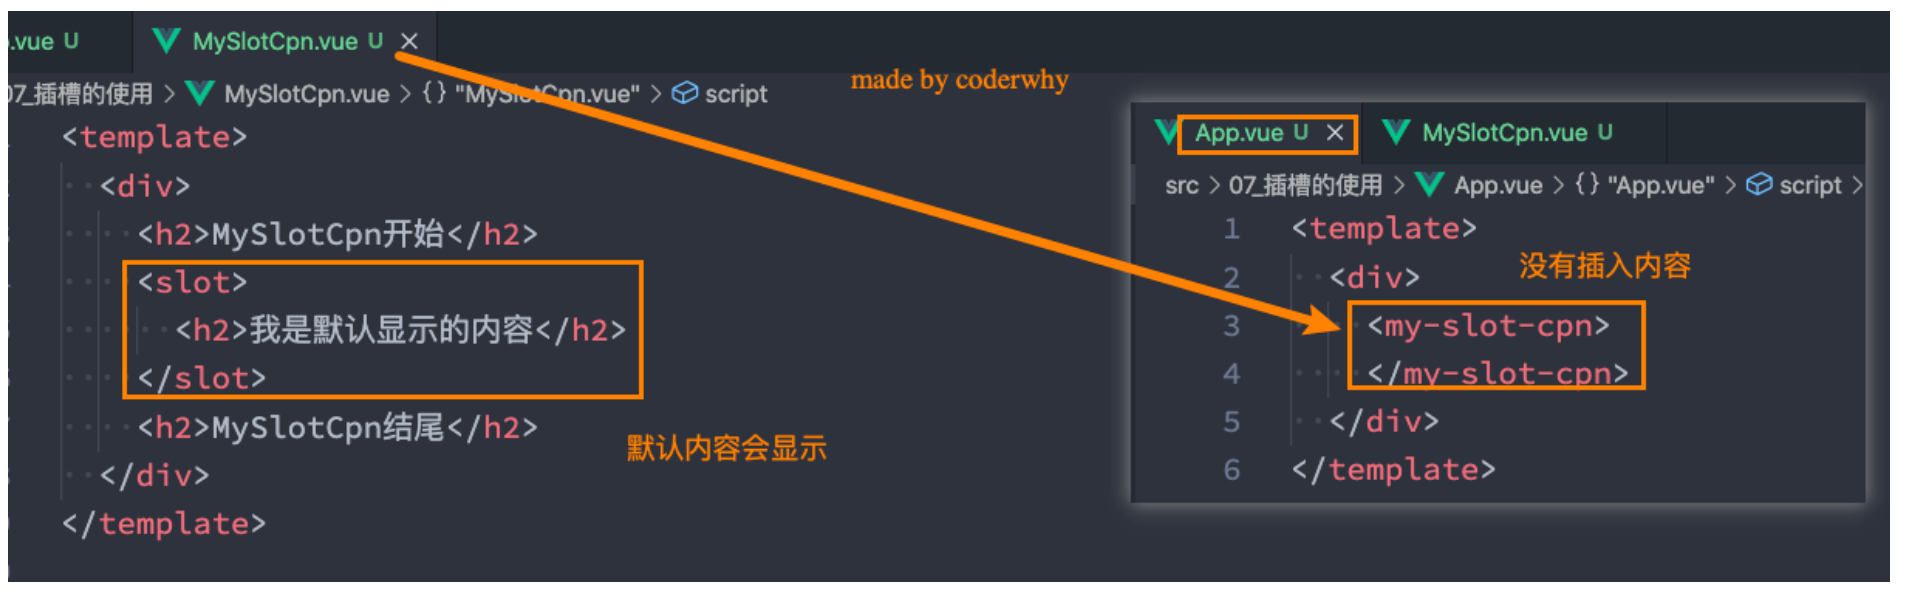 .vue U MySlotCpn.vue U ×
07_插槽的使用 > MySlotCpn.vue > {} "MySlotCpn.vue" > script
<template>
<div>
<h2>MySlotCpn开始</h2>
<slot>
<h2>我是默认显示的内容</h2>
</slot>
<h2>MySlotCpn结尾</h2>
</div>
</template>
默认内容会显示
made by coderwhy
App.vue U × MySlotCpn.vue U
src > 07_插槽的使用 > App.vue > {} "App.vue" > script >
1 <template>
2 <div>
3 <my-slot-cpn>
4 </my-slot-cpn>
5 </div>
6 </template>
没有插入内容